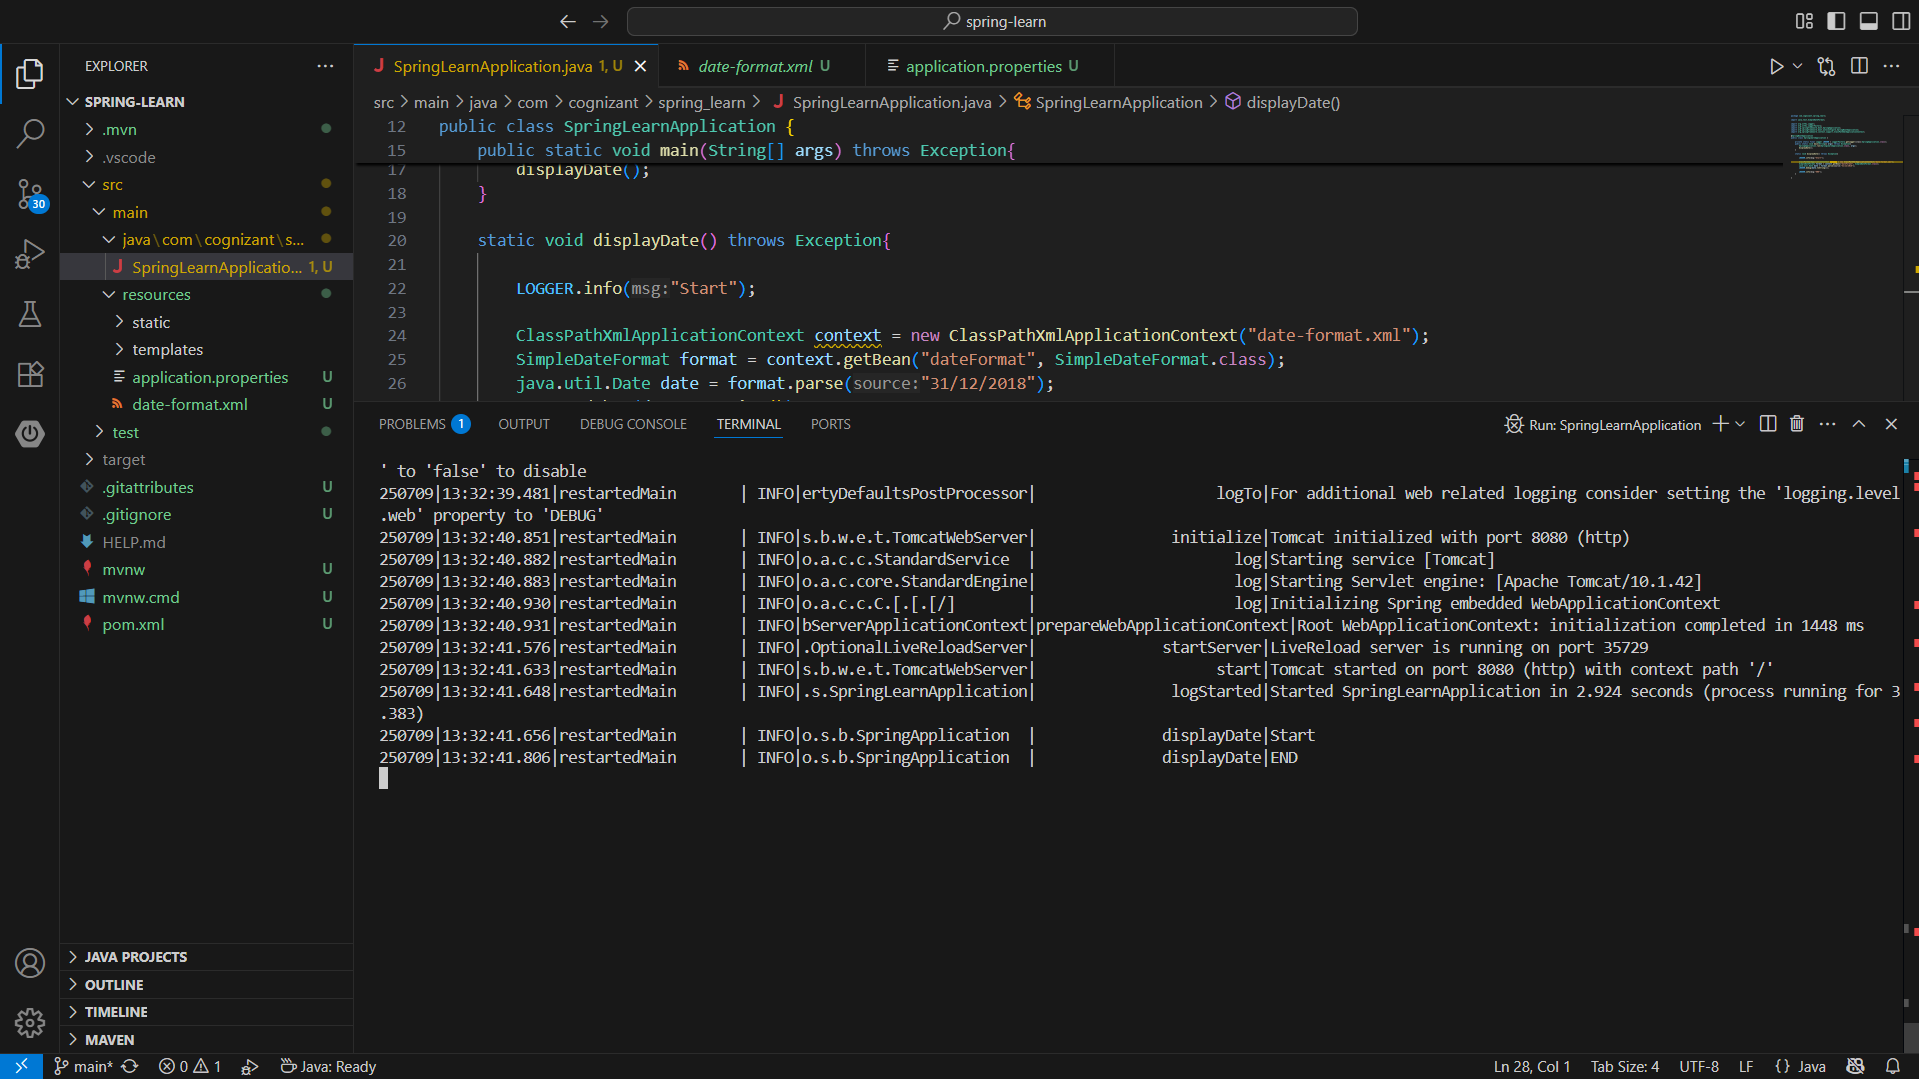 spring-learn
EXPLORER
SPRING-LEARN
.mvn
.vscode
src
main
java\com\cognizant\s...
SpringLearnApplicatio... 1, U
resources
static
templates
application.properties U
date-format.xml U
test
target
.gitattributes U
.gitignore U
HELP.md
mvnw U
mvnw.cmd U
pom.xml U
JAVA PROJECTS
OUTLINE
TIMELINE
MAVEN
30
SpringLearnApplication.java 1, U
date-format.xml U
application.properties U
src > main > java > com > cognizant > spring_learn > SpringLearnApplication.java > SpringLearnApplication > displayDate()
12 public class SpringLearnApplication {
15 public static void main(String[] args) throws Exception{
17 displayDate();
18 }
19
20 static void displayDate() throws Exception{
21
22 LOGGER.info(msg:"Start");
23
24 ClassPathXmlApplicationContext context = new ClassPathXmlApplicationContext("date-format.xml");
25 SimpleDateFormat format = context.getBean("dateFormat", SimpleDateFormat.class);
26 java.util.Date date = format.parse(source:"31/12/2018");
PROBLEMS 1 OUTPUT DEBUG CONSOLE TERMINAL PORTS
Run: SpringLearnApplication
' to 'false' to disable
250709|13:32:39.481|restartedMain | INFO|ertyDefaultsPostProcessor| logTo|For additional web related logging consider setting the 'logging.level
.web' property to 'DEBUG'
250709|13:32:40.851|restartedMain | INFO|s.b.w.e.t.TomcatWebServer| initialize|Tomcat initialized with port 8080 (http)
250709|13:32:40.882|restartedMain | INFO|o.a.c.c.StandardService | log|Starting service [Tomcat]
250709|13:32:40.883|restartedMain | INFO|o.a.c.core.StandardEngine| log|Starting Servlet engine: [Apache Tomcat/10.1.42]
250709|13:32:40.930|restartedMain | INFO|o.a.c.c.C.[.[.[/] | log|Initializing Spring embedded WebApplicationContext
250709|13:32:40.931|restartedMain | INFO|bServerApplicationContext|prepareWebApplicationContext|Root WebApplicationContext: initialization completed in 1448 ms
250709|13:32:41.576|restartedMain | INFO|.OptionalLiveReloadServer| startServer|LiveReload server is running on port 35729
250709|13:32:41.633|restartedMain | INFO|s.b.w.e.t.TomcatWebServer| start|Tomcat started on port 8080 (http) with context path '/'
250709|13:32:41.648|restartedMain | INFO|.s.SpringLearnApplication| logStarted|Started SpringLearnApplication in 2.924 seconds (process running for 3
.383)
250709|13:32:41.656|restartedMain | INFO|o.s.b.SpringApplication | displayDate|Start
250709|13:32:41.806|restartedMain | INFO|o.s.b.SpringApplication | displayDate|END
main* 0 1 Java: Ready
Ln 28, Col 1 Tab Size: 4 UTF-8 LF {} Java